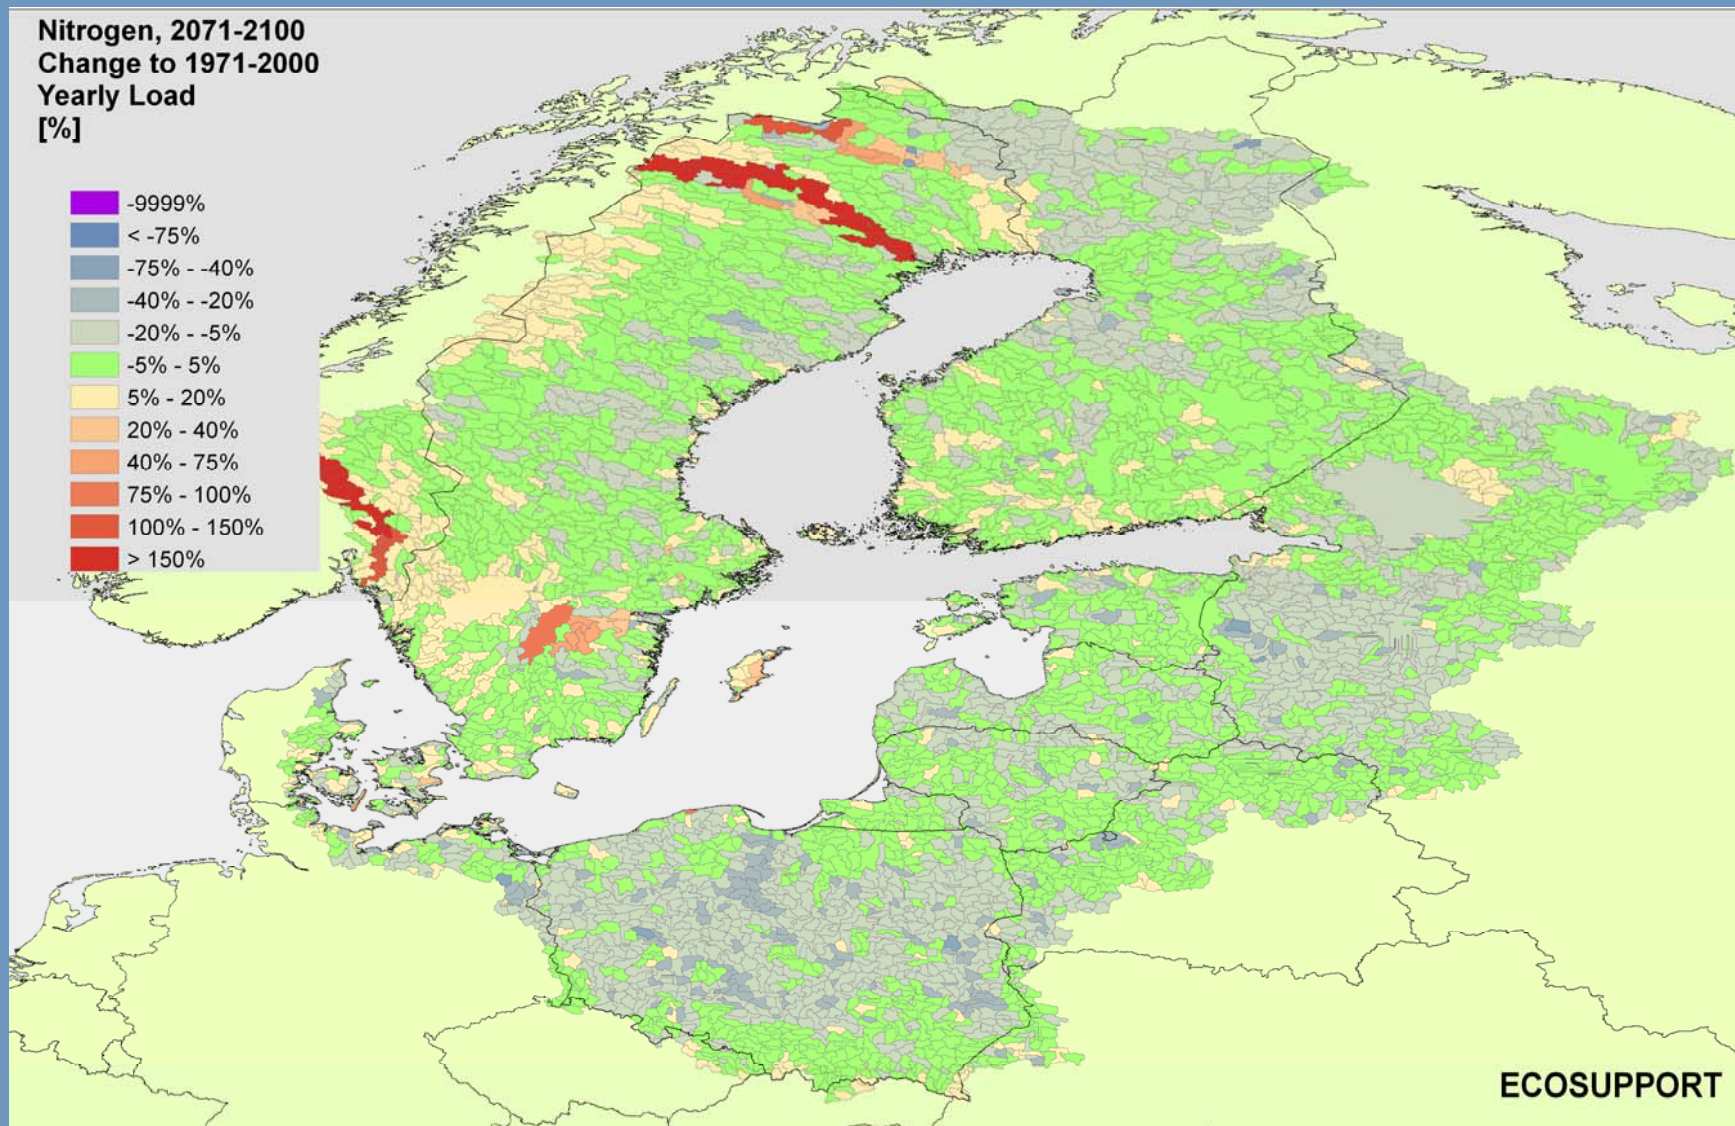 Nitrogen, 2071-2100
Change to 1971-2000
Yearly Load
[%]
-9999%
< -75%
-75% - -40%
-40% - -20%
-20% - -5%
-5% - 5%
5% - 20%
20% - 40%
40% - 75%
75% - 100%
100% - 150%
> 150%
ECOSUPPORT